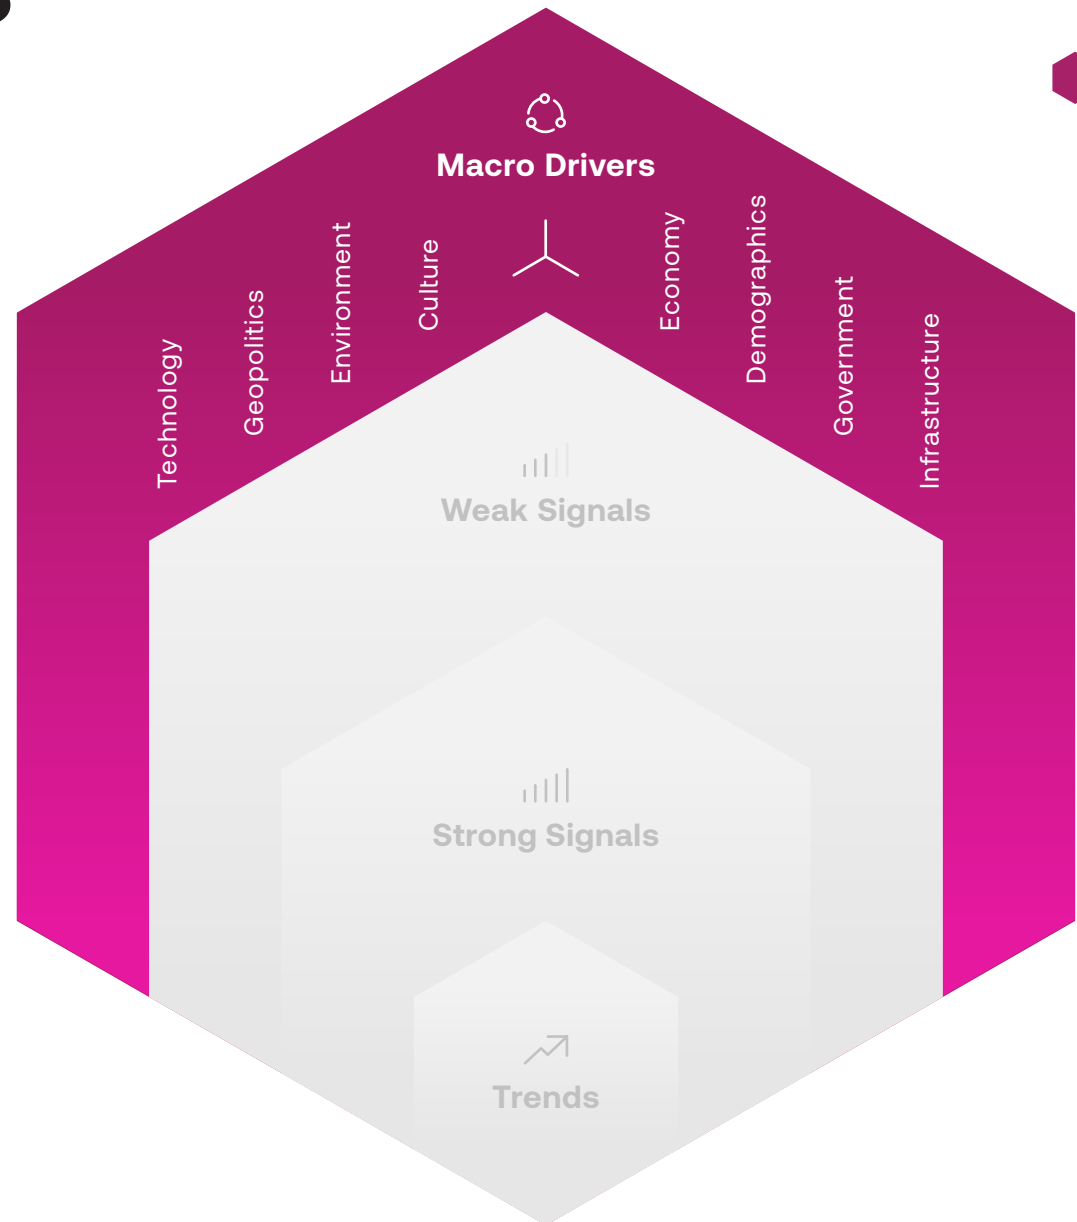 Macro Drivers
Technology
Geopolitics
Environment
Culture
Economy
Demographics
Government
Infrastructure
Weak Signals
Strong Signals
Trends